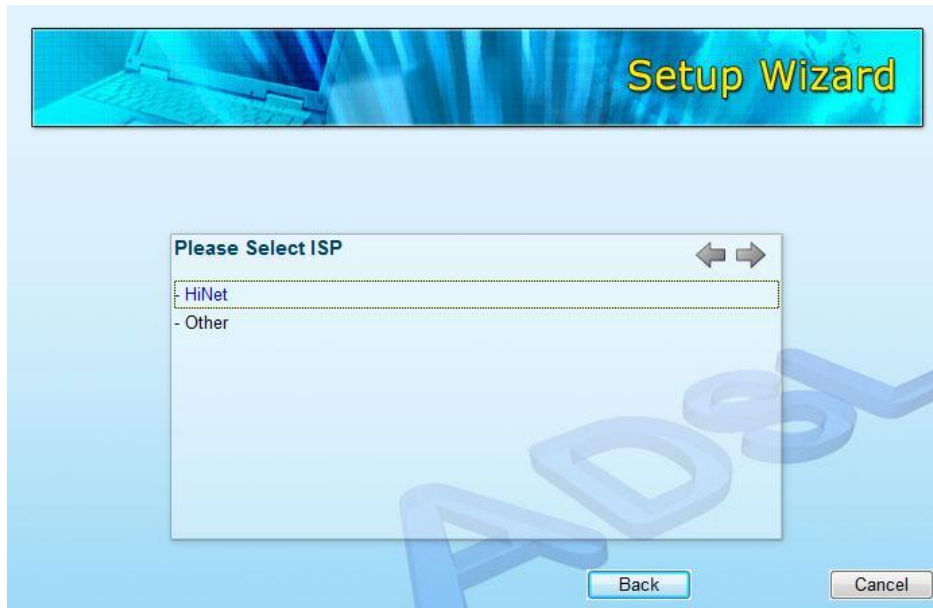 Setup Wizard
Please Select ISP
- HiNet
- Other
ADSL
Back
Cancel